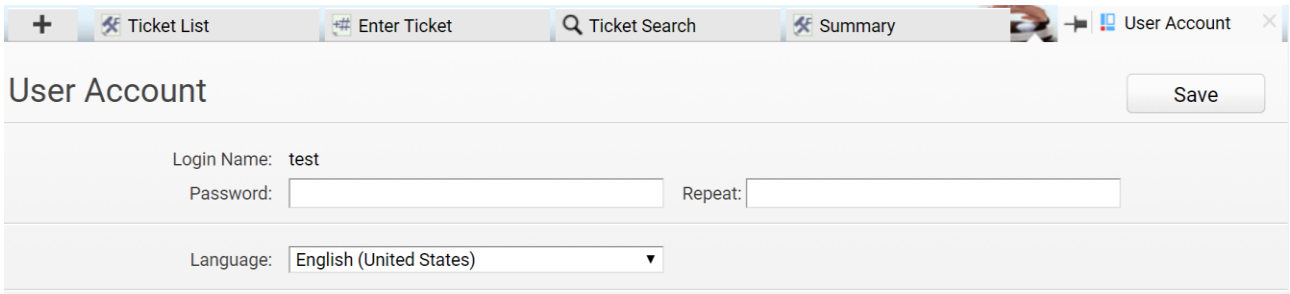 Ticket List Enter Ticket Ticket Search Summary User Account
User Account Save
Login Name: test
Password: Repeat:
Language: English (United States)